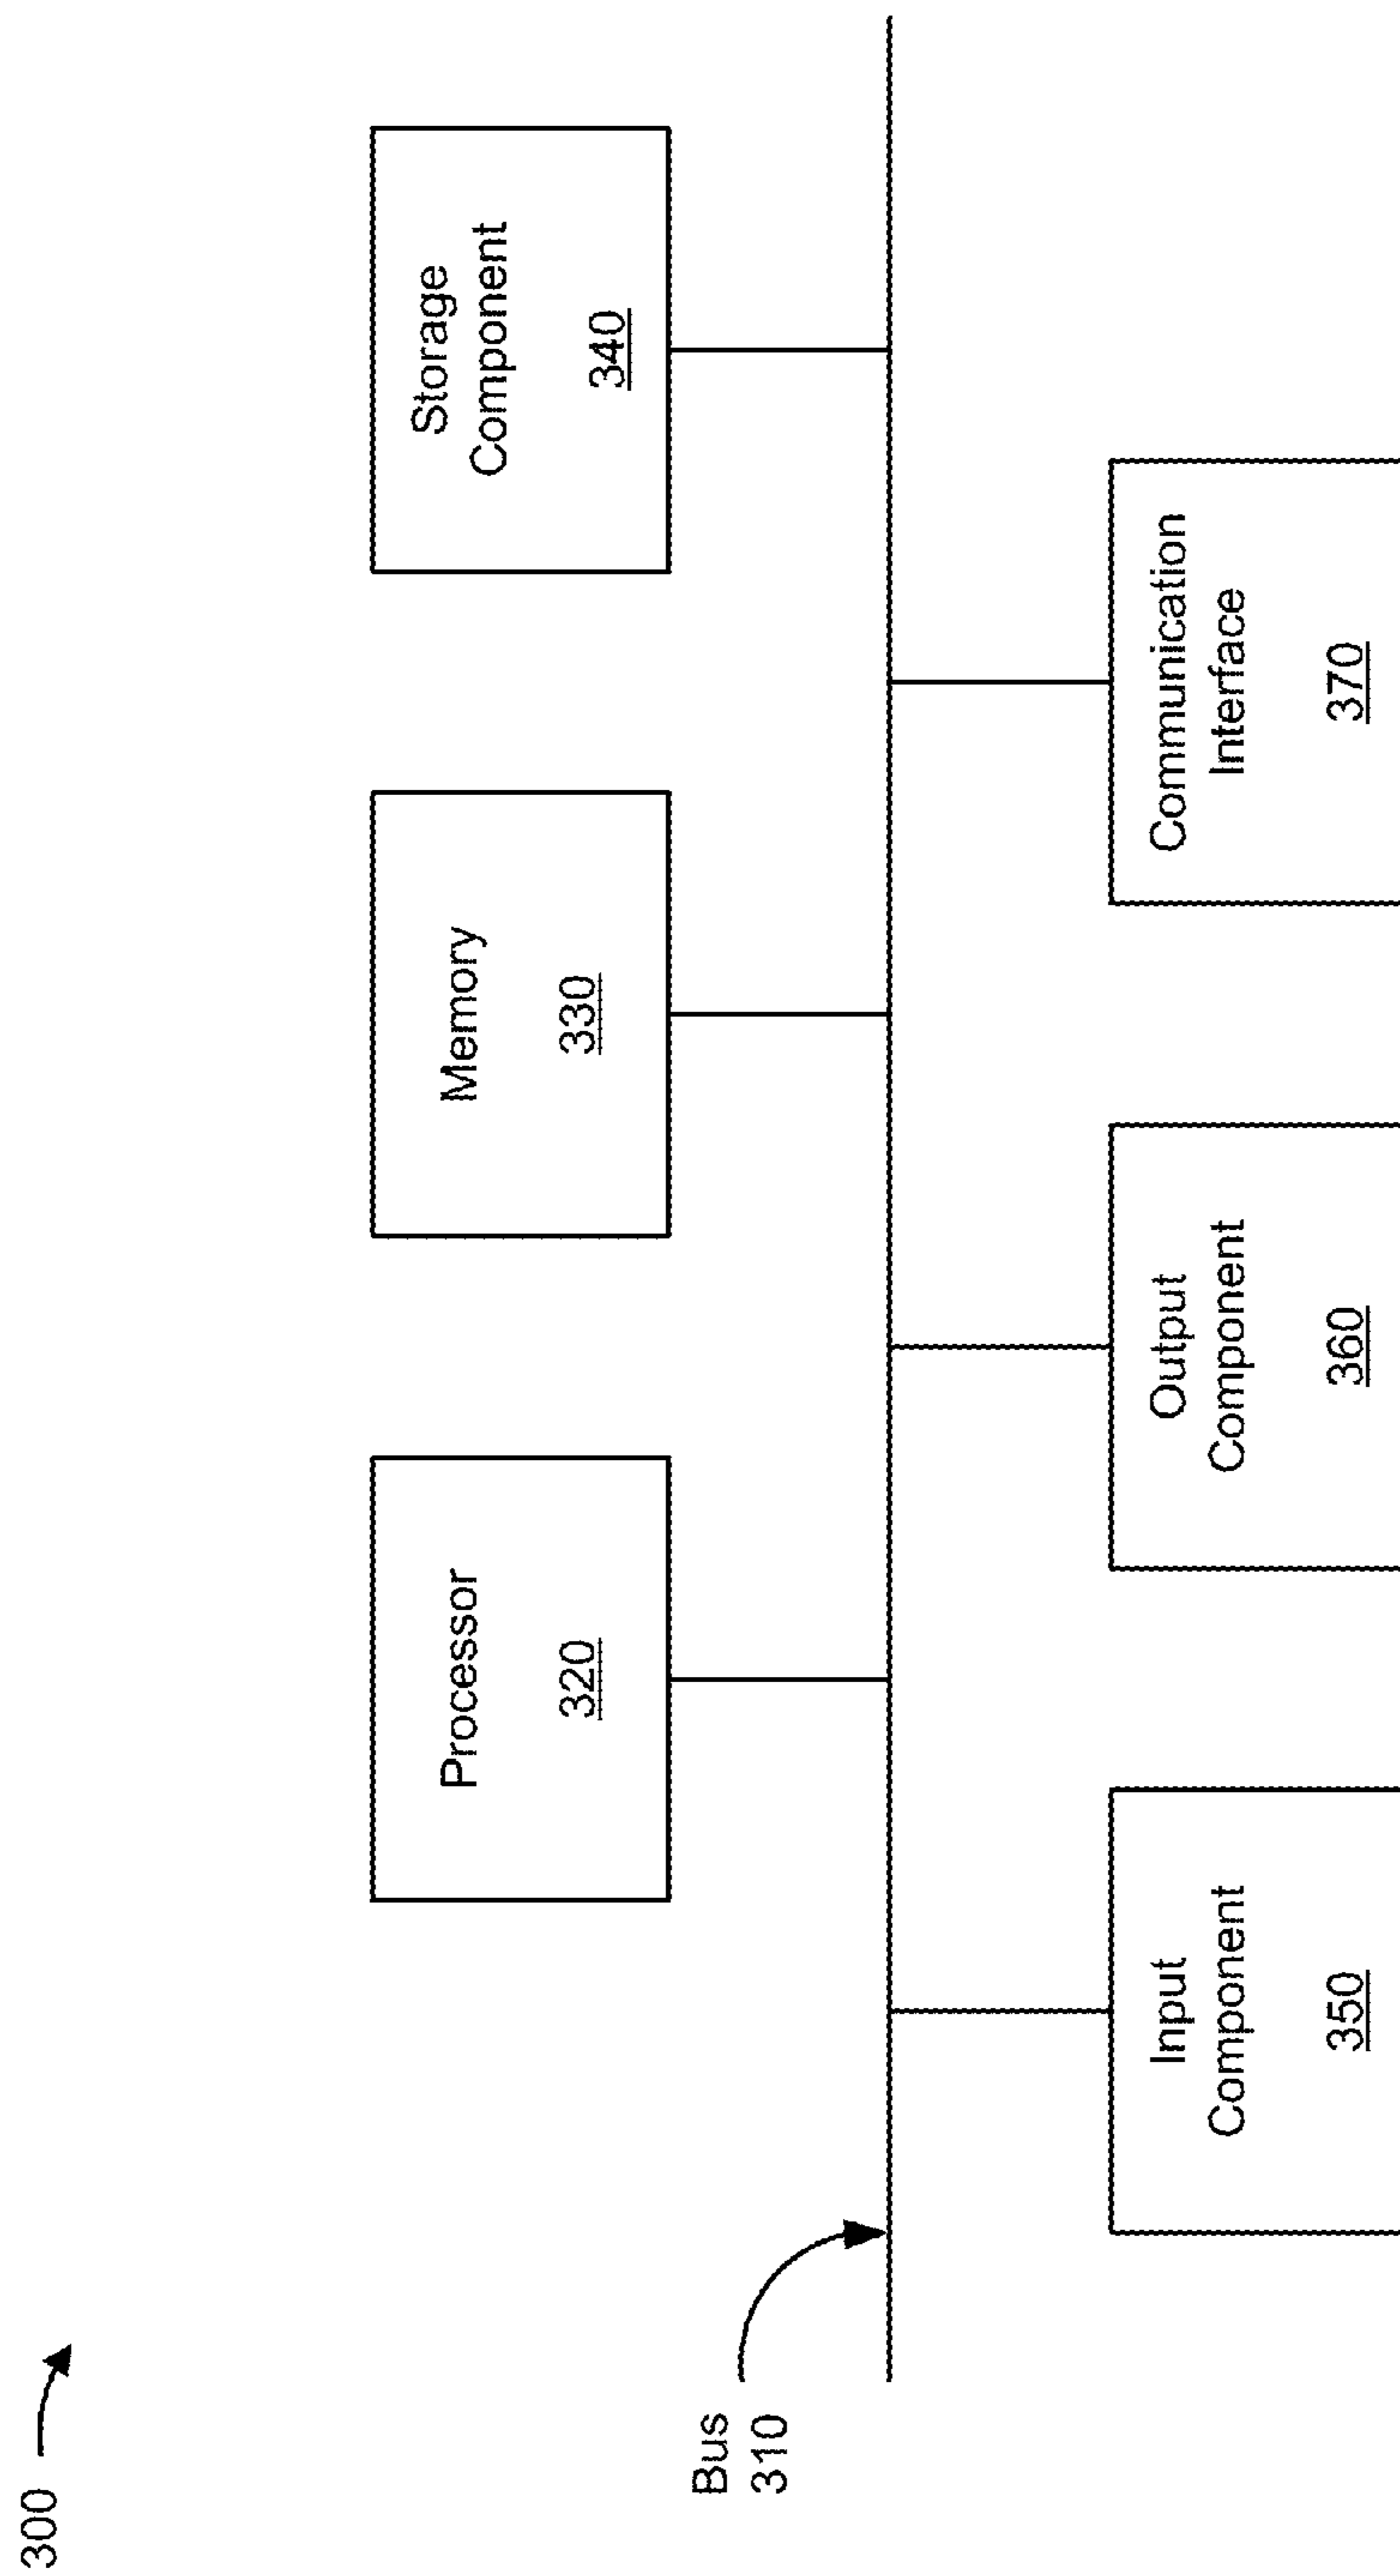 300
Processor
320
Memory
330
Storage
Component
340
Bus
310
Input
Component
350
Output
Component
360
Communication
Interface
370